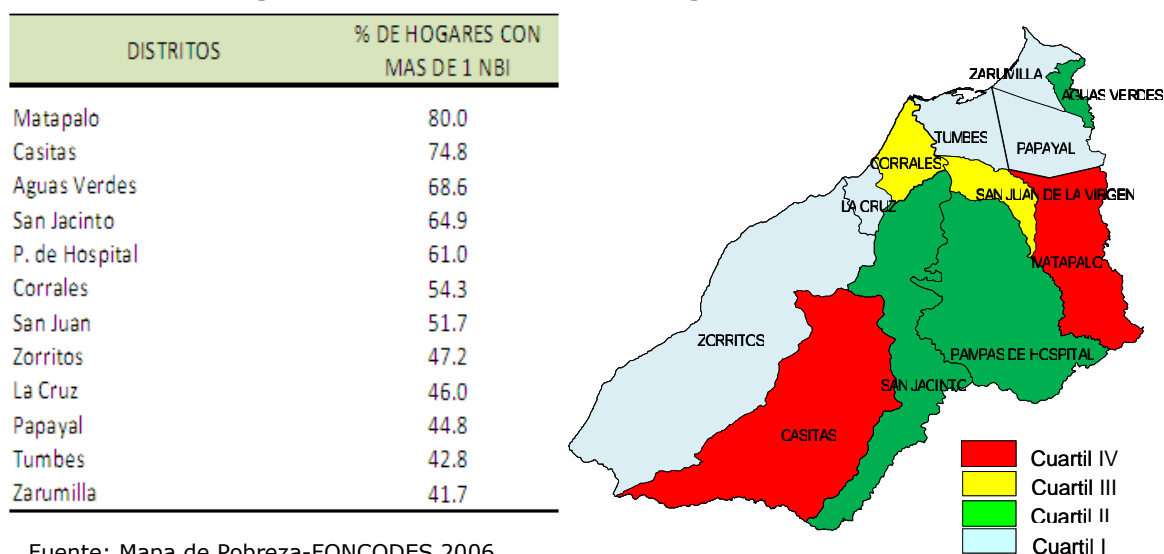 DISTRITOS
% DE HOGARES CON
MAS DE 1 NBI
Matapalo 80.0
Casitas 74.8
Aguas Verdes 68.6
San Jacinto 64.9
P. de Hospital 61.0
Corrales 54.3
San Juan 51.7
Zorritos 47.2
La Cruz 46.0
Papayal 44.8
Tumbes 42.8
Zarumilla 41.7
Fuente: Mapa de Pobreza-FONCODES 2006
ZARUMILLA
AGUAS VERDES
TUMBES
PAPAYAL
CORRALES
SAN JUAN DE LA VIRGEN
LA CRUZ
MATAPALO
ZORRITOS
PAMPAS DE HOSPITAL
SAN JACINTO
CASITAS
Cuartil IV
Cuartil III
Cuartil II
Cuartil I